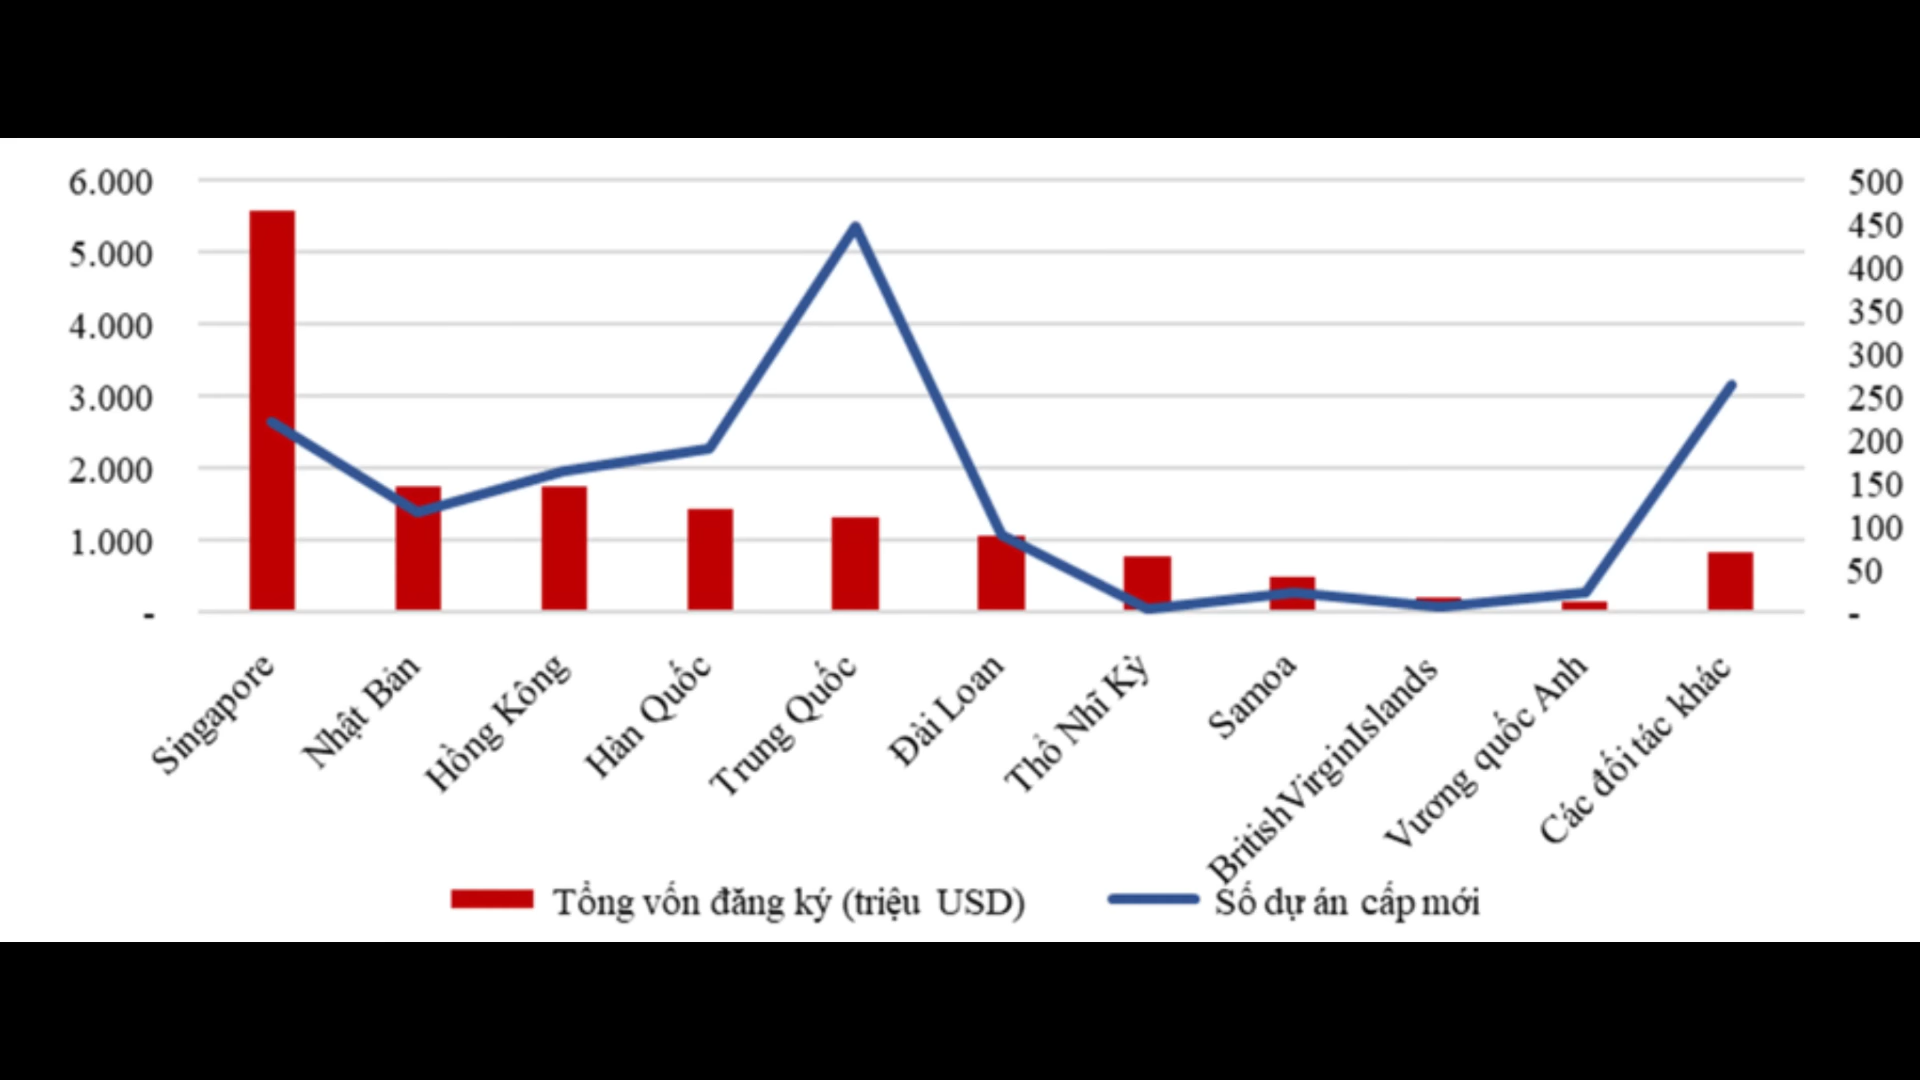 6.000
5.000
4.000
3.000
2.000
1.000
-
500
450
400
350
300
250
200
150
100
50
-
Singapore
Nhật Bản
Hồng Kông
Hàn Quốc
Trung Quốc
Đài Loan
Thổ Nhĩ Kỳ
Samoa
BritishVirginIslands
Vương quốc Anh
Các đối tác khác
Tổng vốn đăng ký (triệu USD)
Số dự án cấp mới